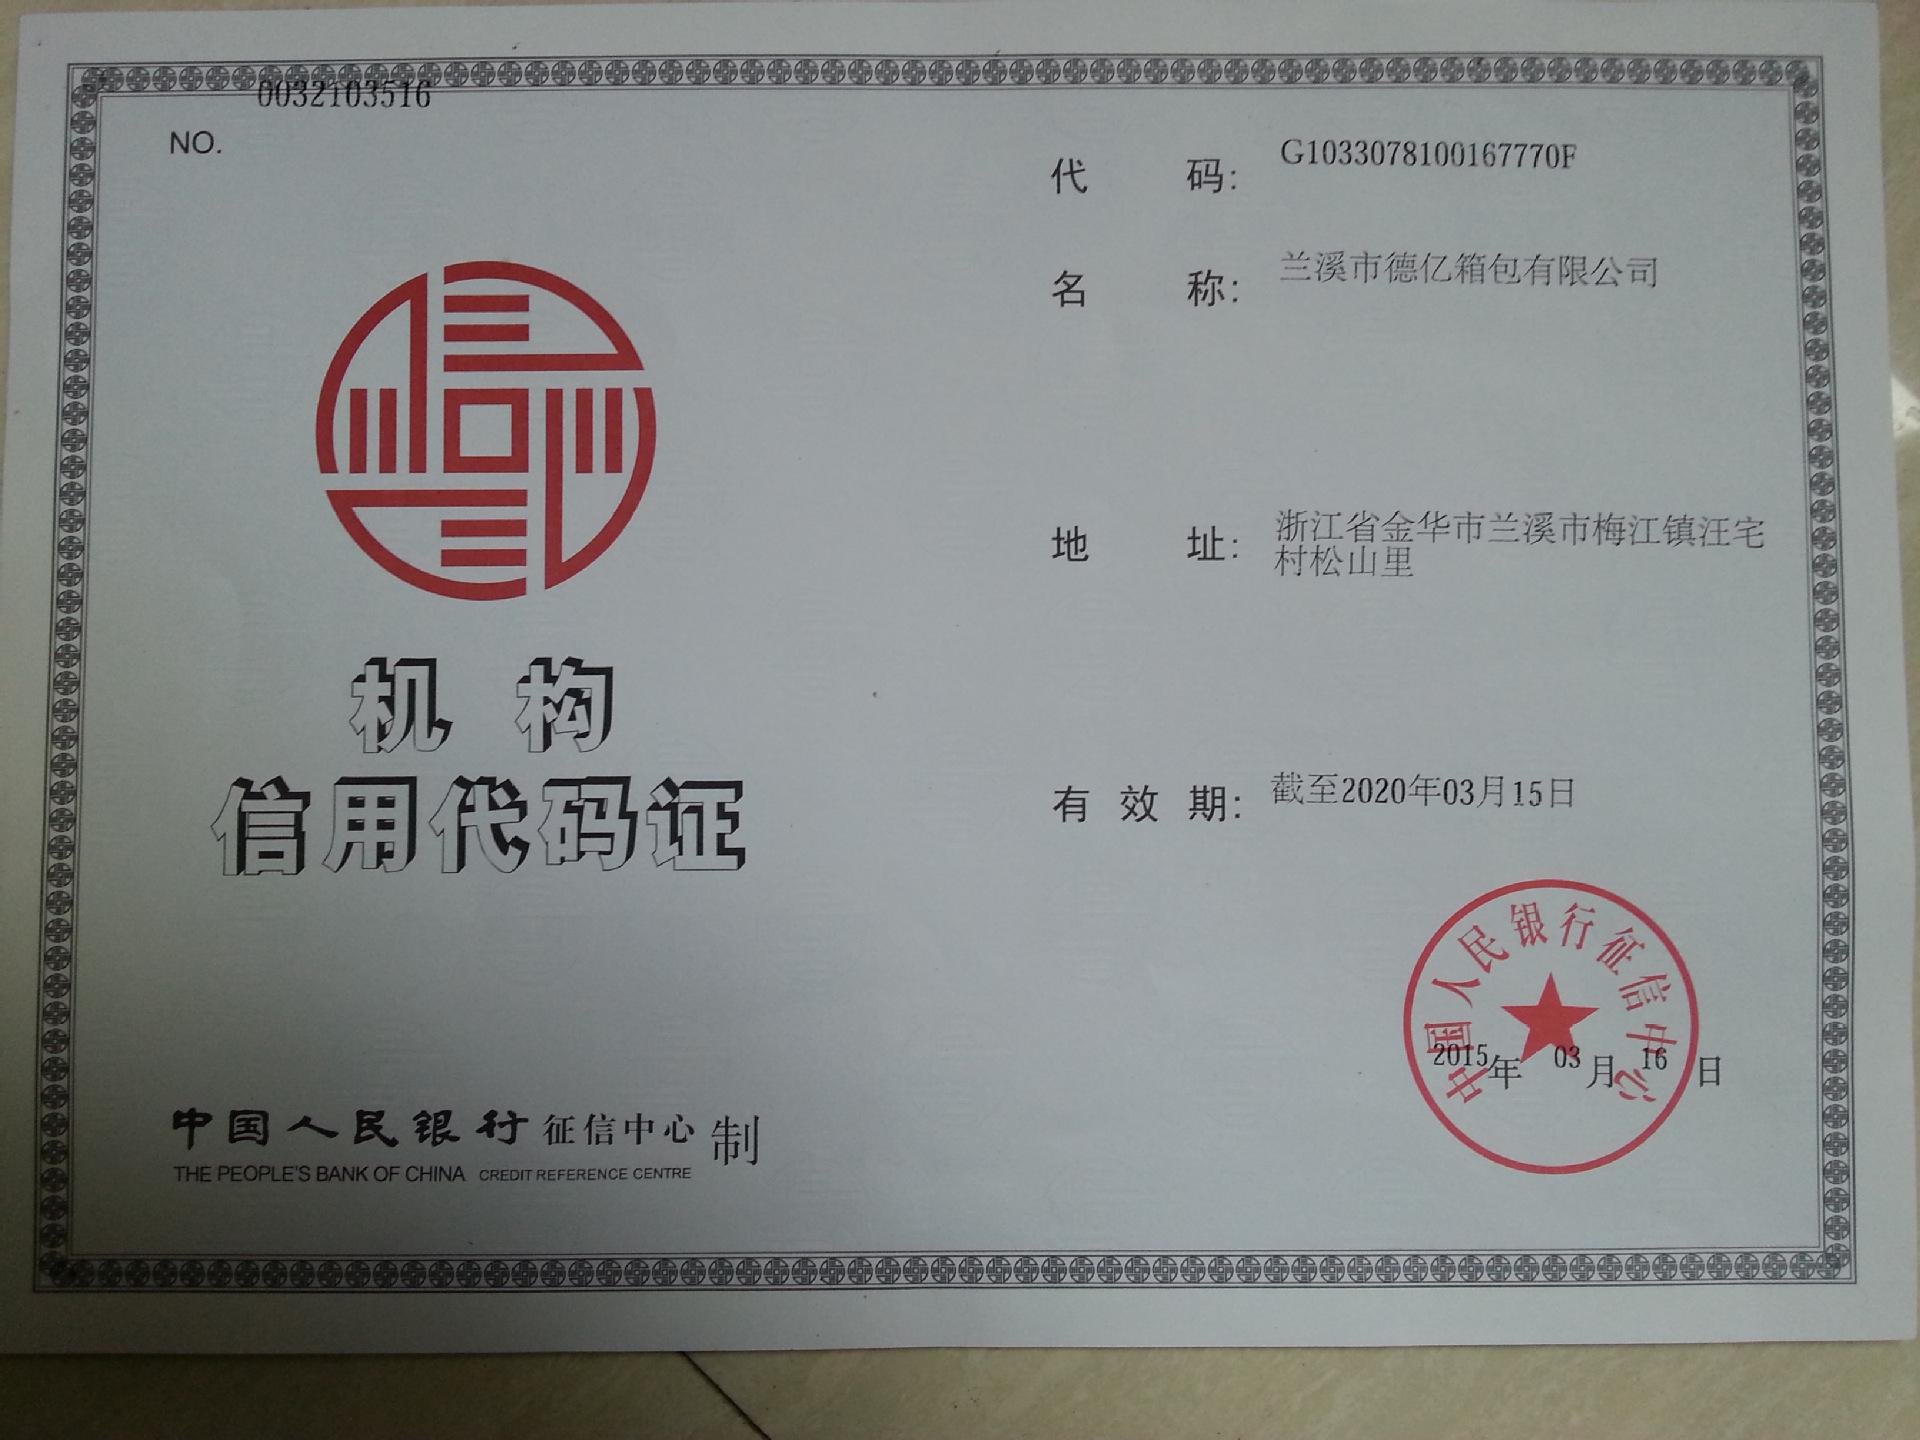 0032103516
NO.
机 构
信用代码证
中国人民银行征信中心 制
THE PEOPLE'S BANK OF CHINA CREDIT REFERENCE CENTRE
代 码: G1033078100167770F
名 称: 兰溪市德亿箱包有限公司
地 址: 浙江省金华市兰溪市梅江镇汪宅
村松山里
有 效 期: 截至2020年03月15日
中国人民银行征信中心
2015年 03月 16日